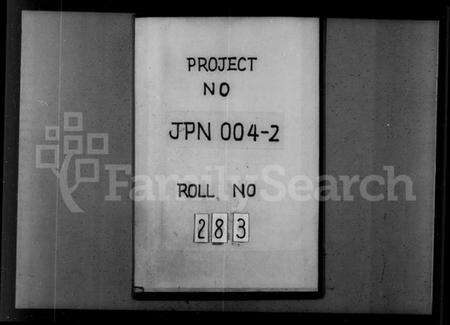 PROJECT
NO
JPN 004-2
FamilySearch
ROLL NO
283